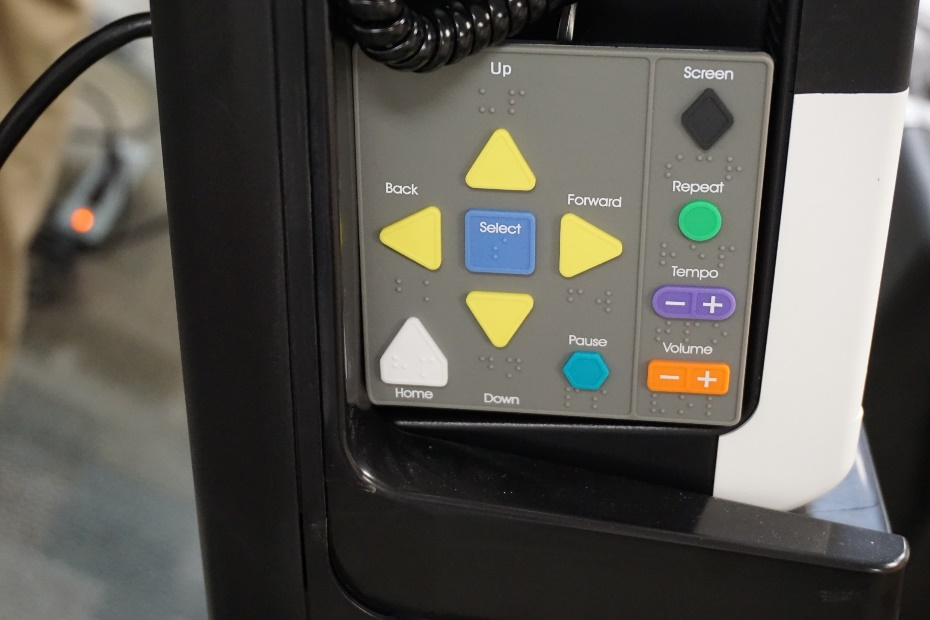 Up
Back
Select
Forward
Home
Down
Pause
Screen
Repeat
Tempo
− +
Volume
− +